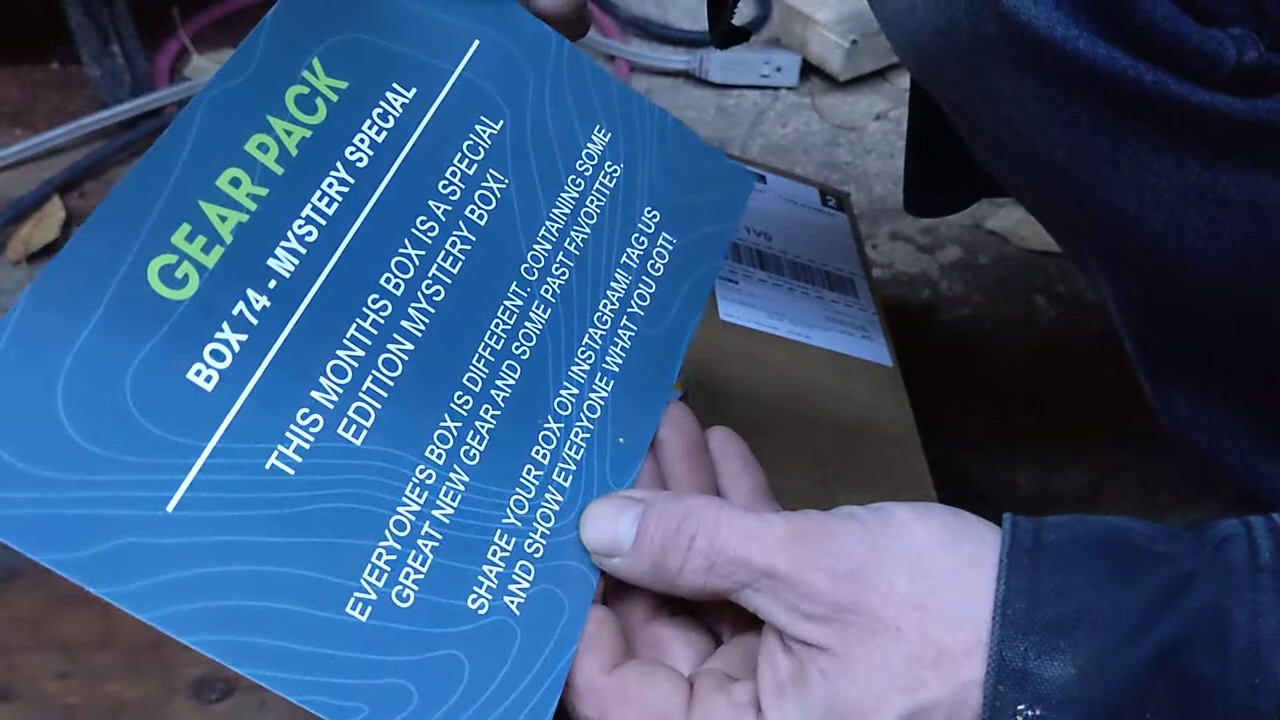 GEAR PACK
BOX 74 - MYSTERY SPECIAL
THIS MONTHS BOX IS A SPECIAL
EDITION MYSTERY BOX!
EVERYONE'S BOX IS DIFFERENT. CONTAINING SOME
GREAT NEW GEAR AND SOME PAST FAVORITES.
SHARE YOUR BOX ON INSTAGRAM! TAG US
AND SHOW EVERYONE WHAT YOU GOT!
2
1V0